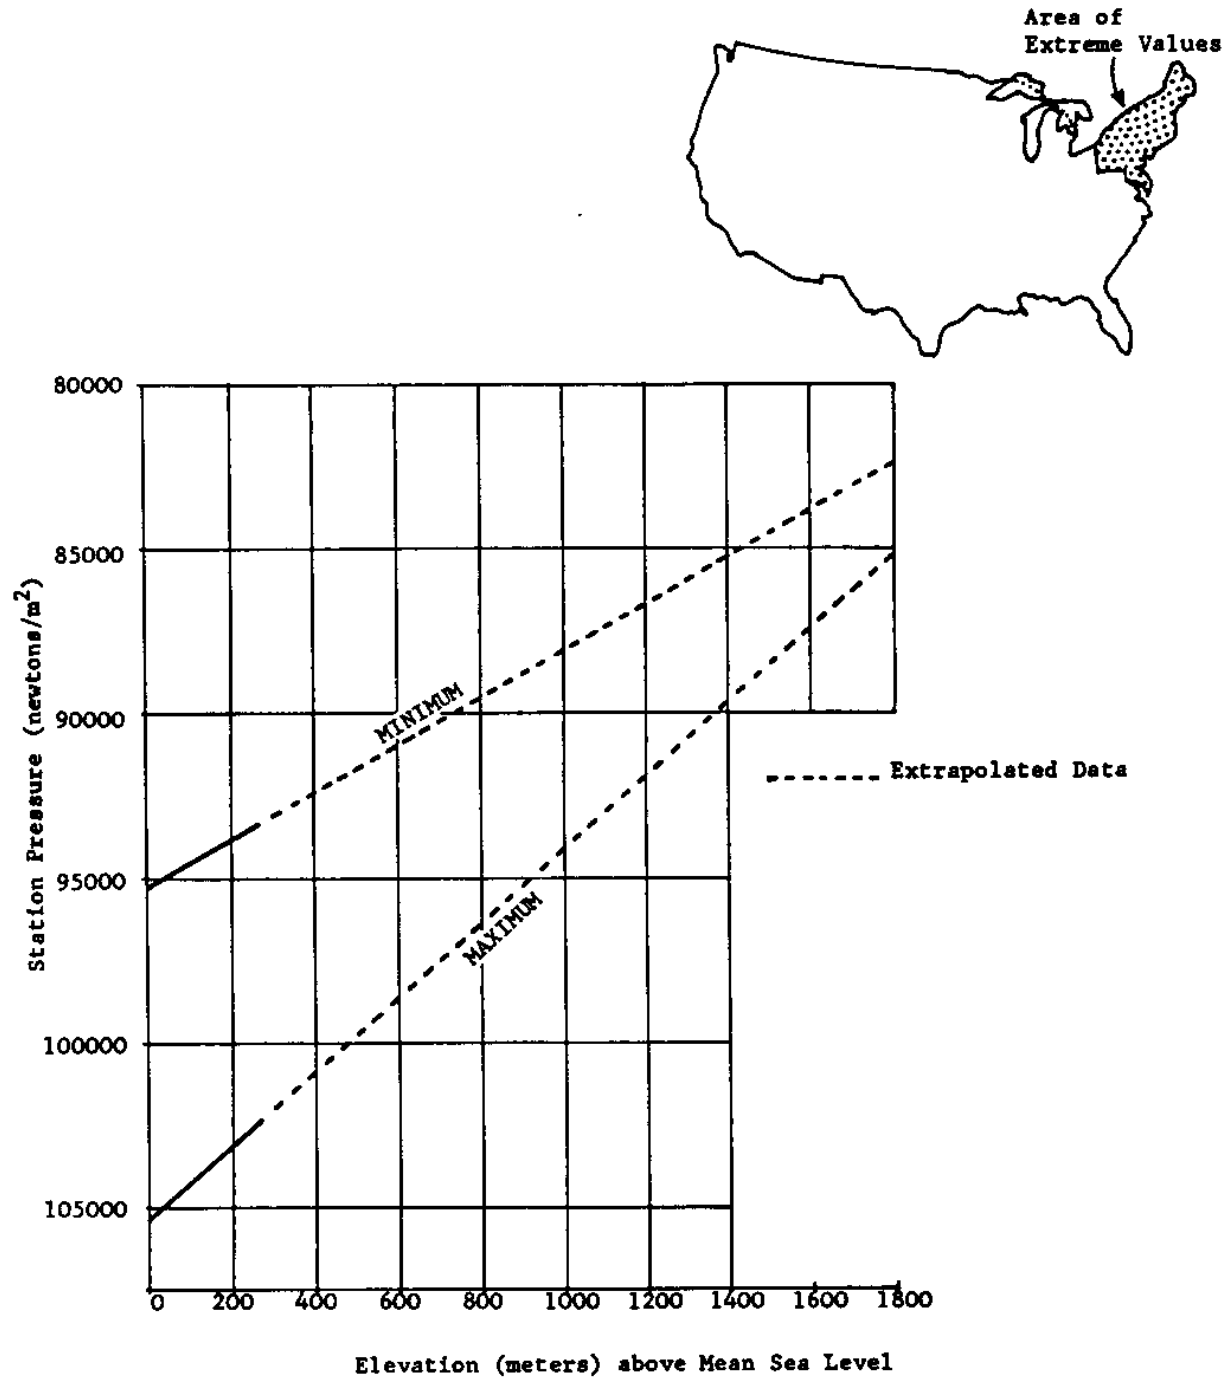 Area of
Extreme Values
80000
85000
90000
95000
100000
105000
Station Pressure (newtons/m²)
MINIMUM
MAXIMUM
Extrapolated Data
0 200 400 600 800 1000 1200 1400 1600 1800
Elevation (meters) above Mean Sea Level